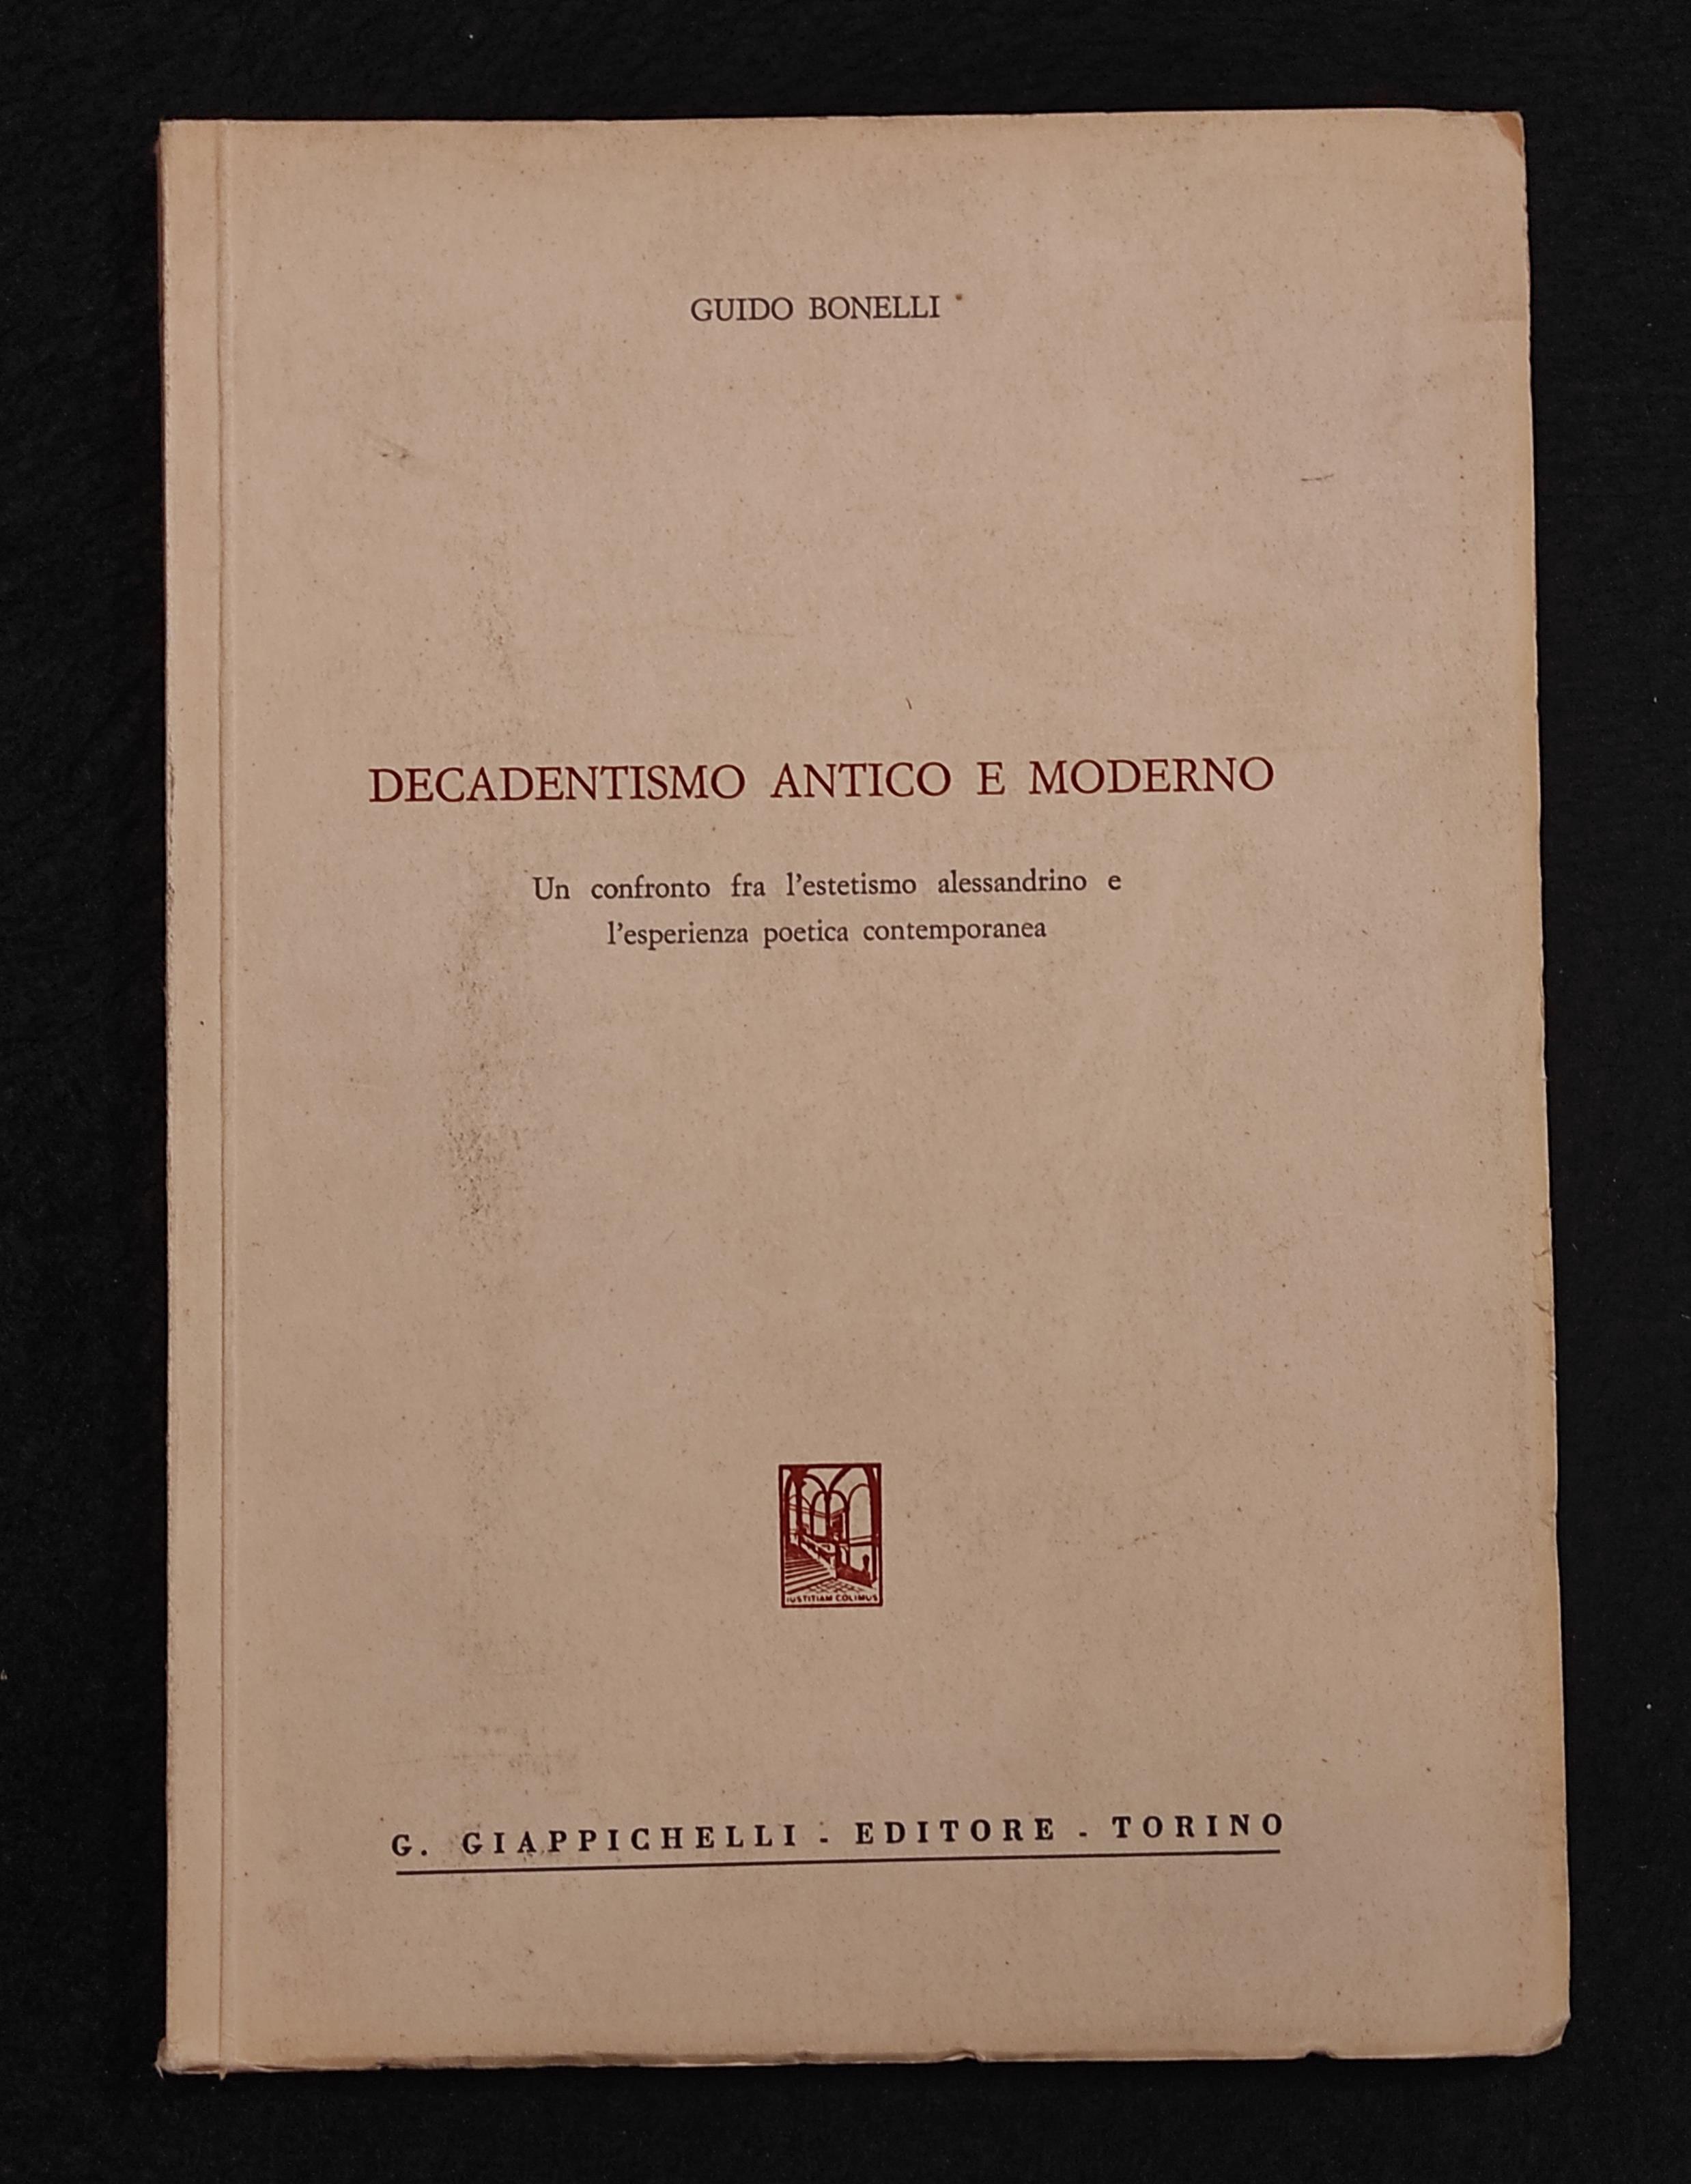 GUIDO BONELLI
DECADENTISMO ANTICO E MODERNO
Un confronto fra l'estetismo alessandrino e
l'esperienza poetica contemporanea
IUSTITIAM COLIMUS
G. GIAPPICHELLI - EDITORE - TORINO